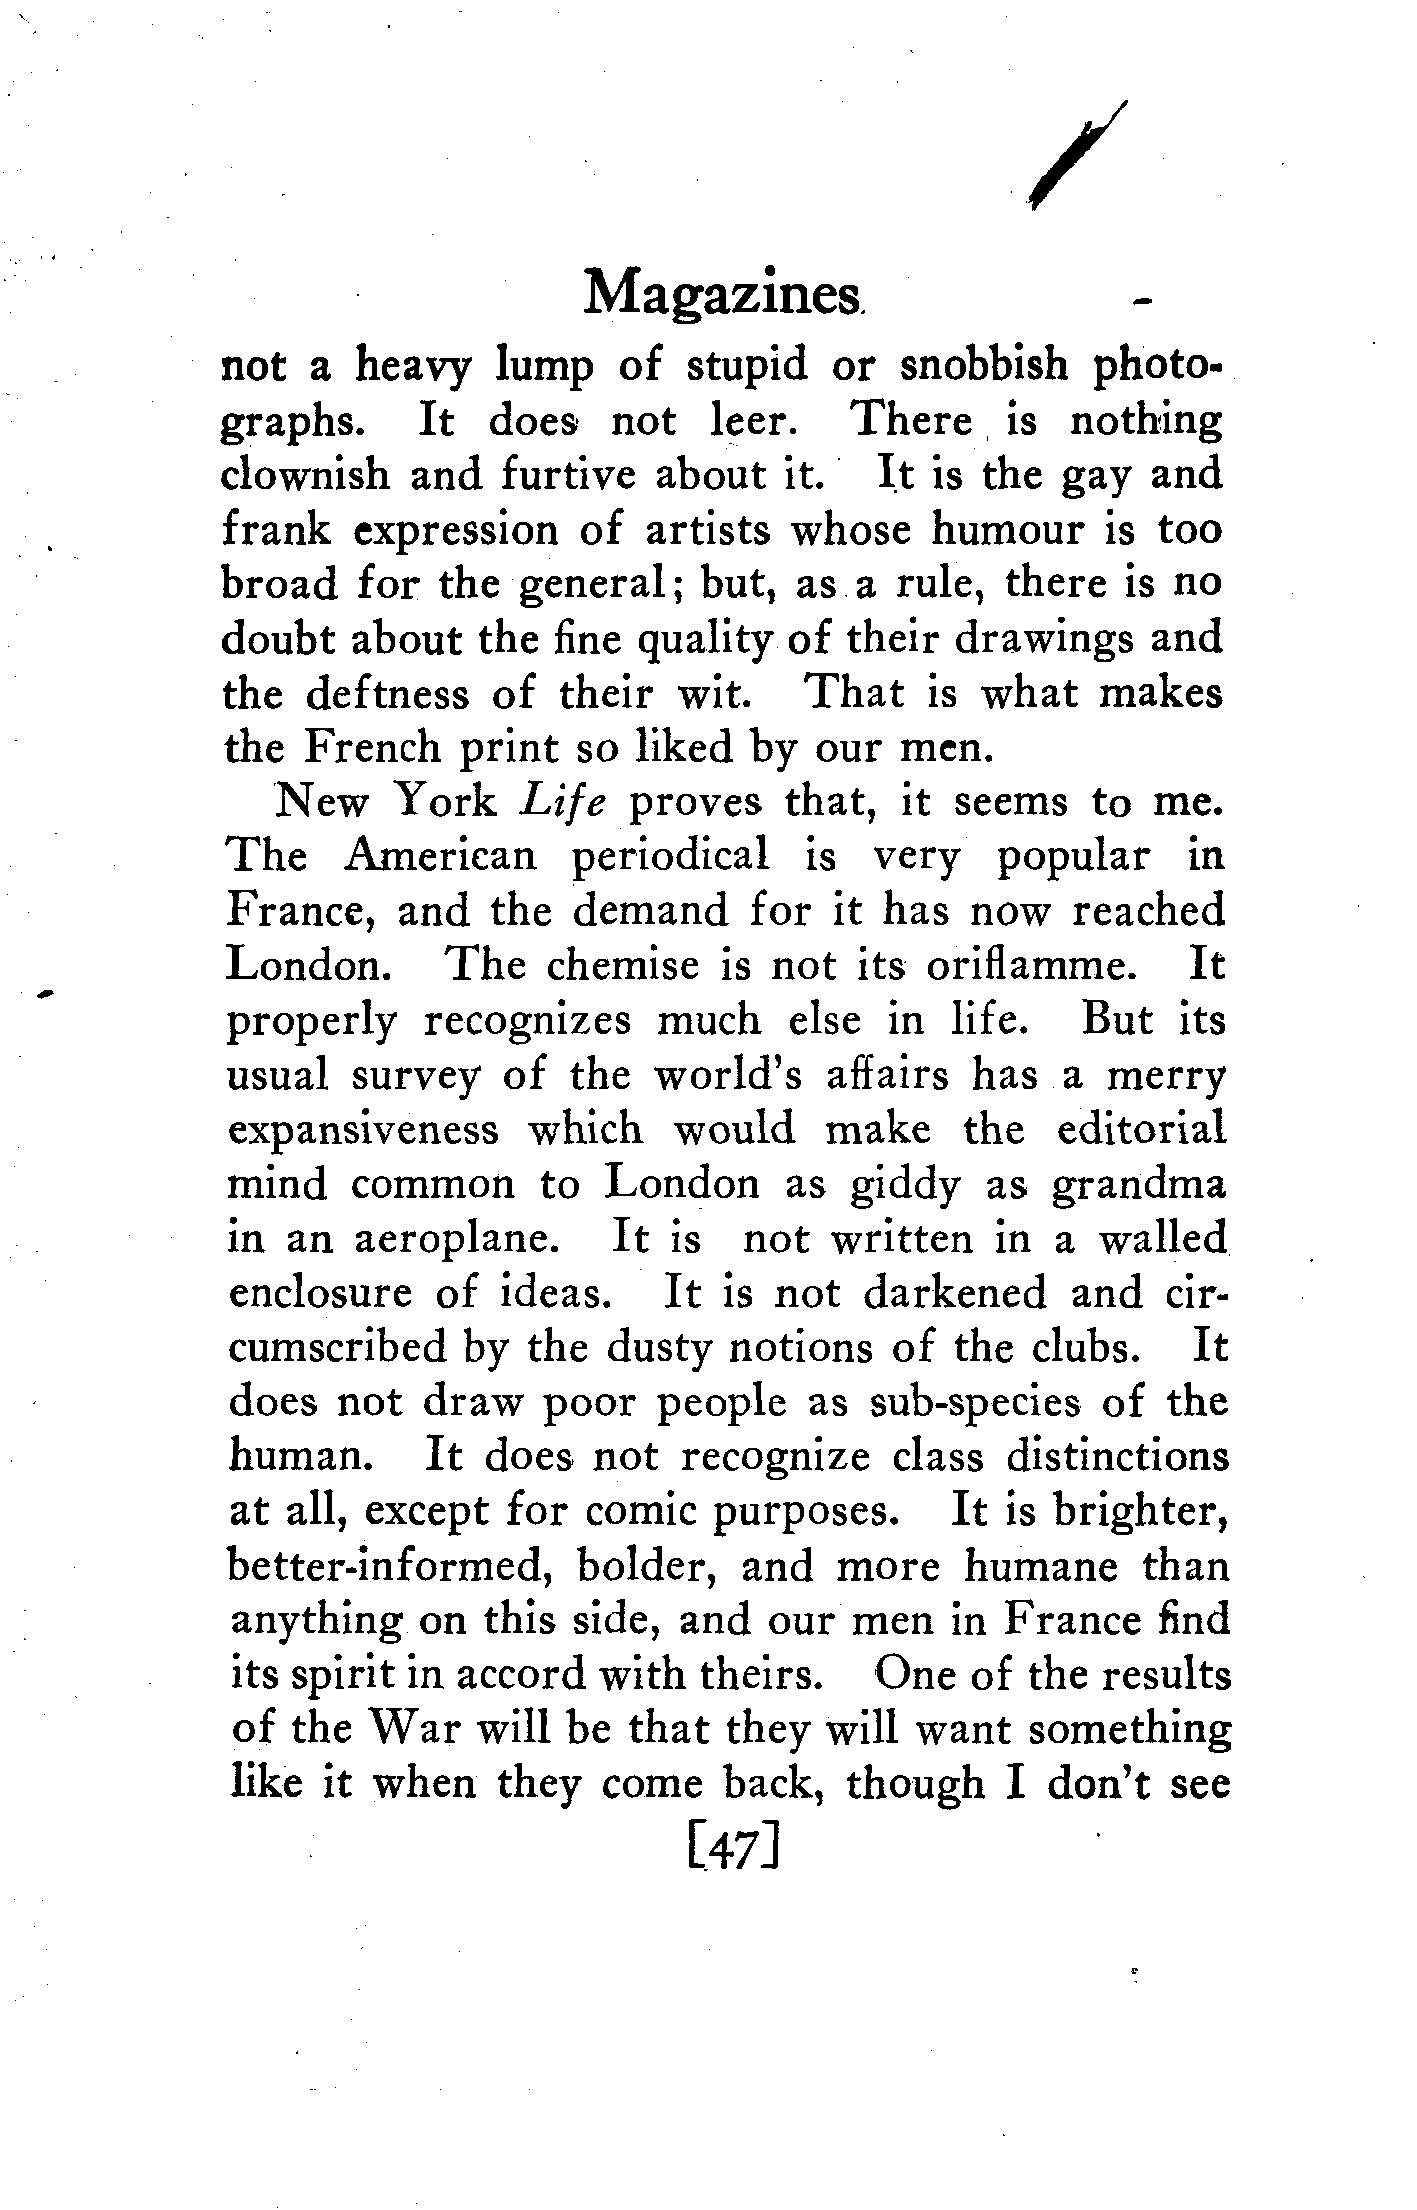 Magazines
not a heavy lump of stupid or snobbish photo-
graphs. It does not leer. There is nothing
clownish and furtive about it. It is the gay and
frank expression of artists whose humour is too
broad for the general; but, as a rule, there is no
doubt about the fine quality of their drawings and
the deftness of their wit. That is what makes
the French print so liked by our men.
New York Life proves that, it seems to me.
The American periodical is very popular in
France, and the demand for it has now reached
London. The chemise is not its oriflamme. It
properly recognizes much else in life. But its
usual survey of the world's affairs has a merry
expansiveness which would make the editorial
mind common to London as giddy as grandma
in an aeroplane. It is not written in a walled
enclosure of ideas. It is not darkened and cir-
cumscribed by the dusty notions of the clubs. It
does not draw poor people as sub-species of the
human. It does not recognize class distinctions
at all, except for comic purposes. It is brighter,
better-informed, bolder, and more humane than
anything on this side, and our men in France find
its spirit in accord with theirs. One of the results
of the War will be that they will want something
like it when they come back, though I don't see
[47]